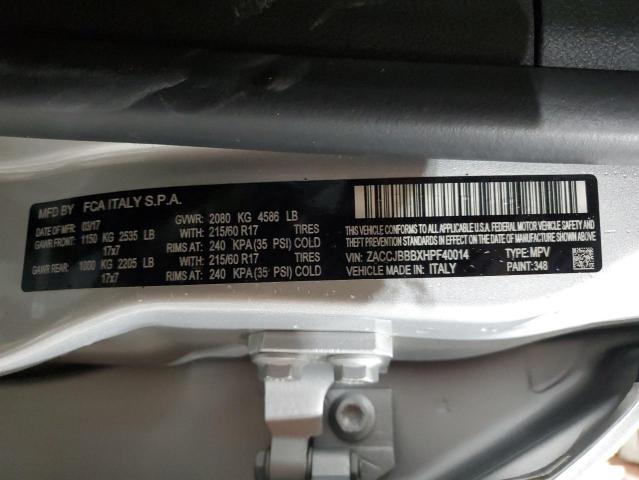 MFD BY FCA ITALY S.P.A.
DATE OF MFR: 03/17 GVWR: 2080 KG 4586 LB
GAWR FRONT: 1150 KG 2535 LB WITH: 215/60 R17 TIRES
17x7 RIMS AT: 240 KPA (35 PSI) COLD
GAWR REAR: 1000 KG 2205 LB WITH: 215/60 R17 TIRES
17x7 RIMS AT: 240 KPA (35 PSI) COLD
THIS VEHICLE CONFORMS TO ALL APPLICABLE U.S.A. FEDERAL MOTOR VEHICLE SAFETY AND
THEFT PREVENTION STANDARDS IN EFFECT ON THE DATE OF MANUFACTURE SHOWN ABOVE.
VIN: ZACCJBBBXHPF40014 TYPE: MPV
VEHICLE MADE IN: ITALY PAINT: 348